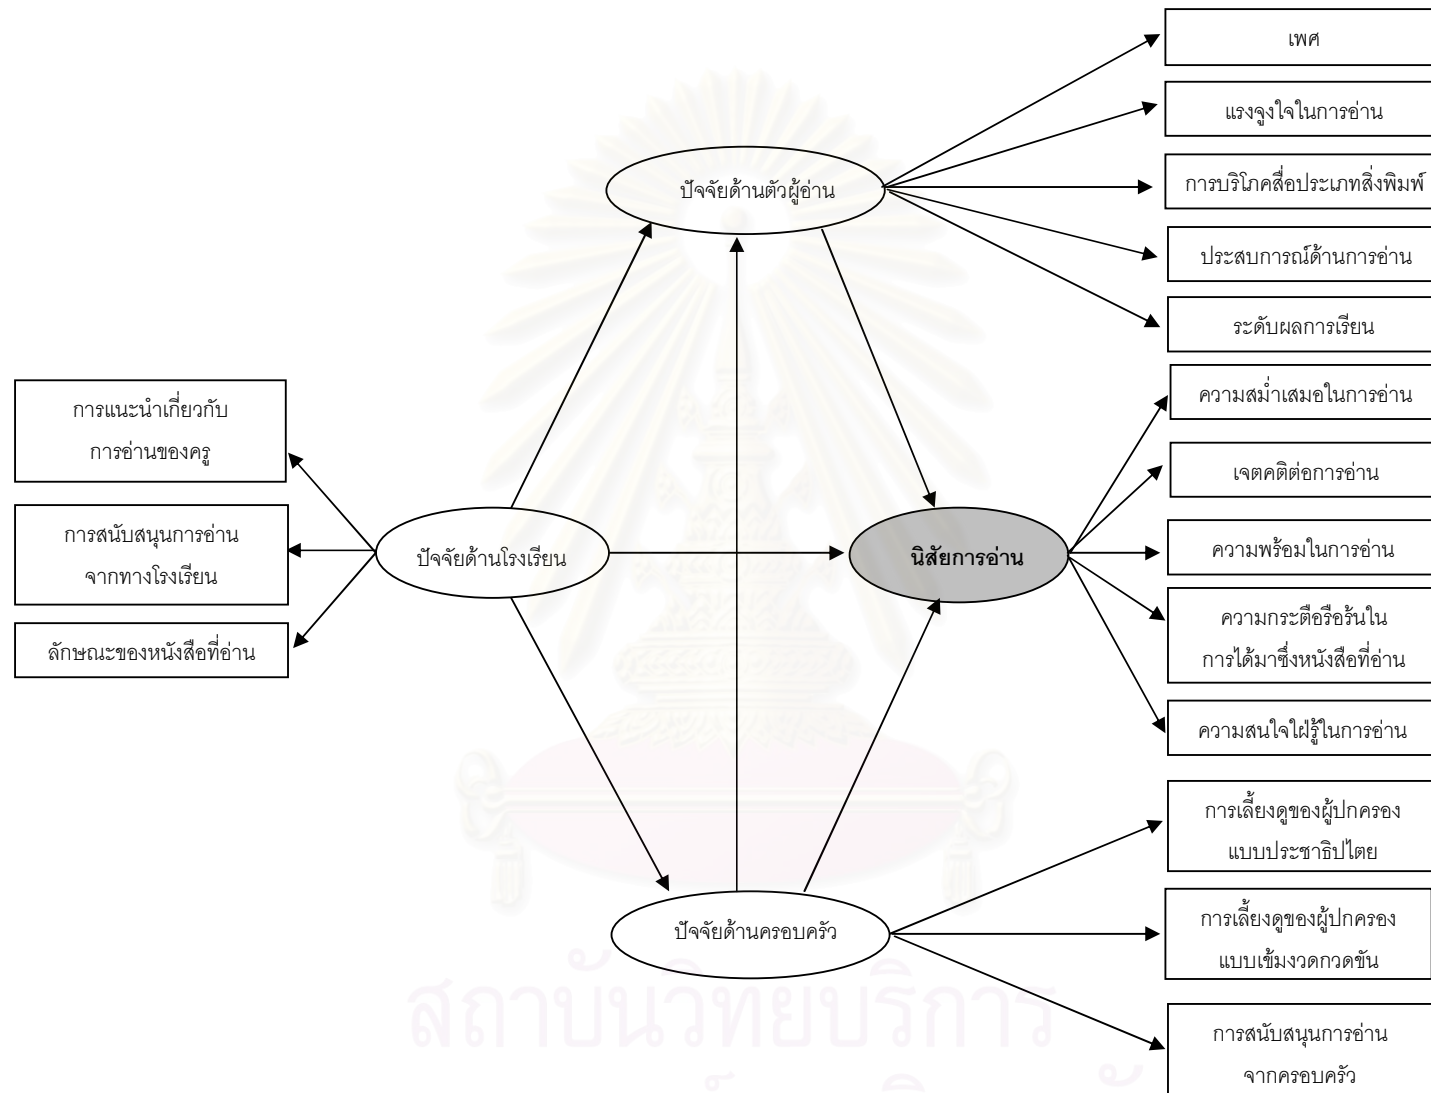 เพศ
แรงจูงใจในการอ่าน
ปัจจัยด้านตัวผู้อ่าน
การบริโภคสื่อประเภทสิ่งพิมพ์
ประสบการณ์ด้านการอ่าน
ระดับผลการเรียน
การแนะนำเกี่ยวกับ
การอ่านของครู
การสนับสนุนการอ่าน
จากทางโรงเรียน
ลักษณะของหนังสือที่อ่าน
ปัจจัยด้านโรงเรียน
นิสัยการอ่าน
ความสม่ำเสมอในการอ่าน
เจตคติต่อการอ่าน
ความพร้อมในการอ่าน
ความกระตือรือร้นใน
การได้มาซึ่งหนังสือที่อ่าน
ความสนใจใฝ่รู้ในการอ่าน
ปัจจัยด้านครอบครัว
การเลี้ยงดูของผู้ปกครอง
แบบประชาธิปไตย
การเลี้ยงดูของผู้ปกครอง
แบบเข้มงวดกวดขัน
การสนับสนุนการอ่าน
จากครอบครัว
สถาบันวิทยบริการ